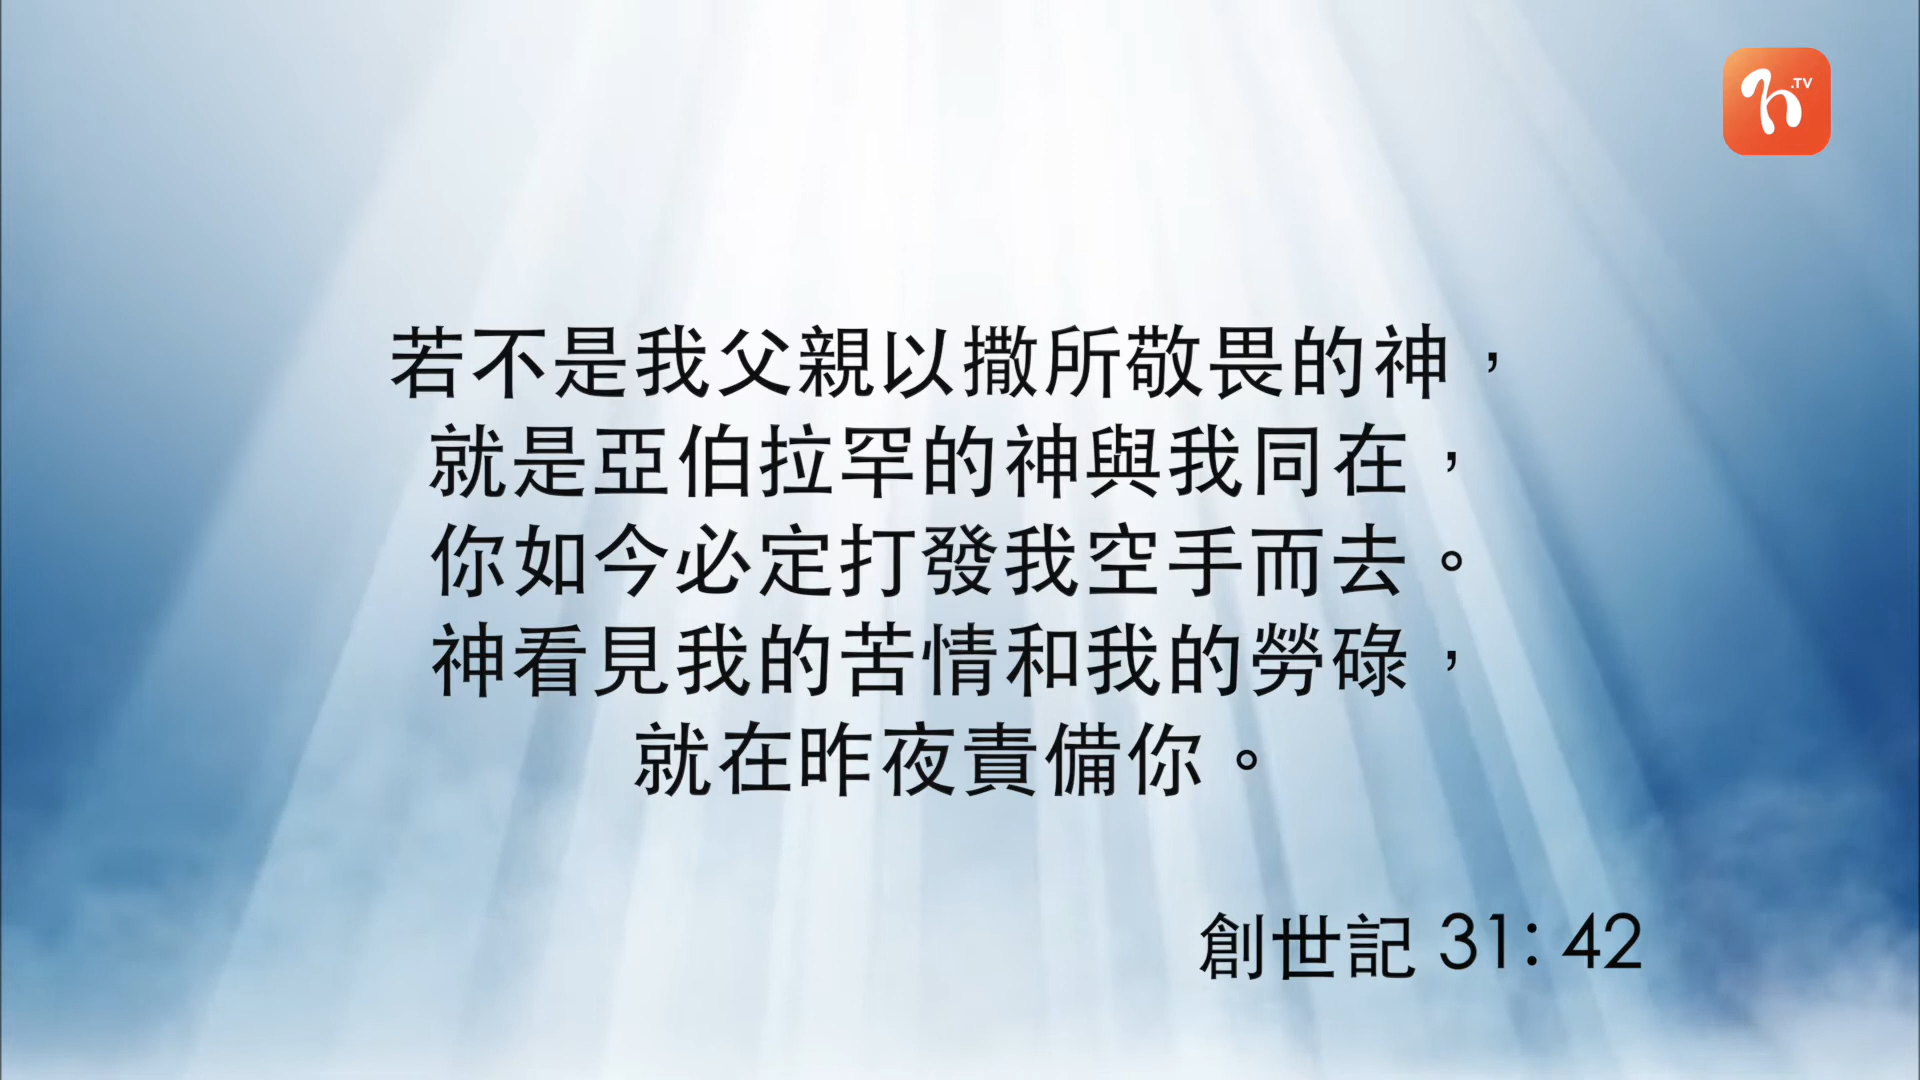 .TV
若不是我父親以撒所敬畏的神，
就是亞伯拉罕的神與我同在，
你如今必定打發我空手而去。
神看見我的苦情和我的勞碌，
就在昨夜責備你。
創世記 31: 42